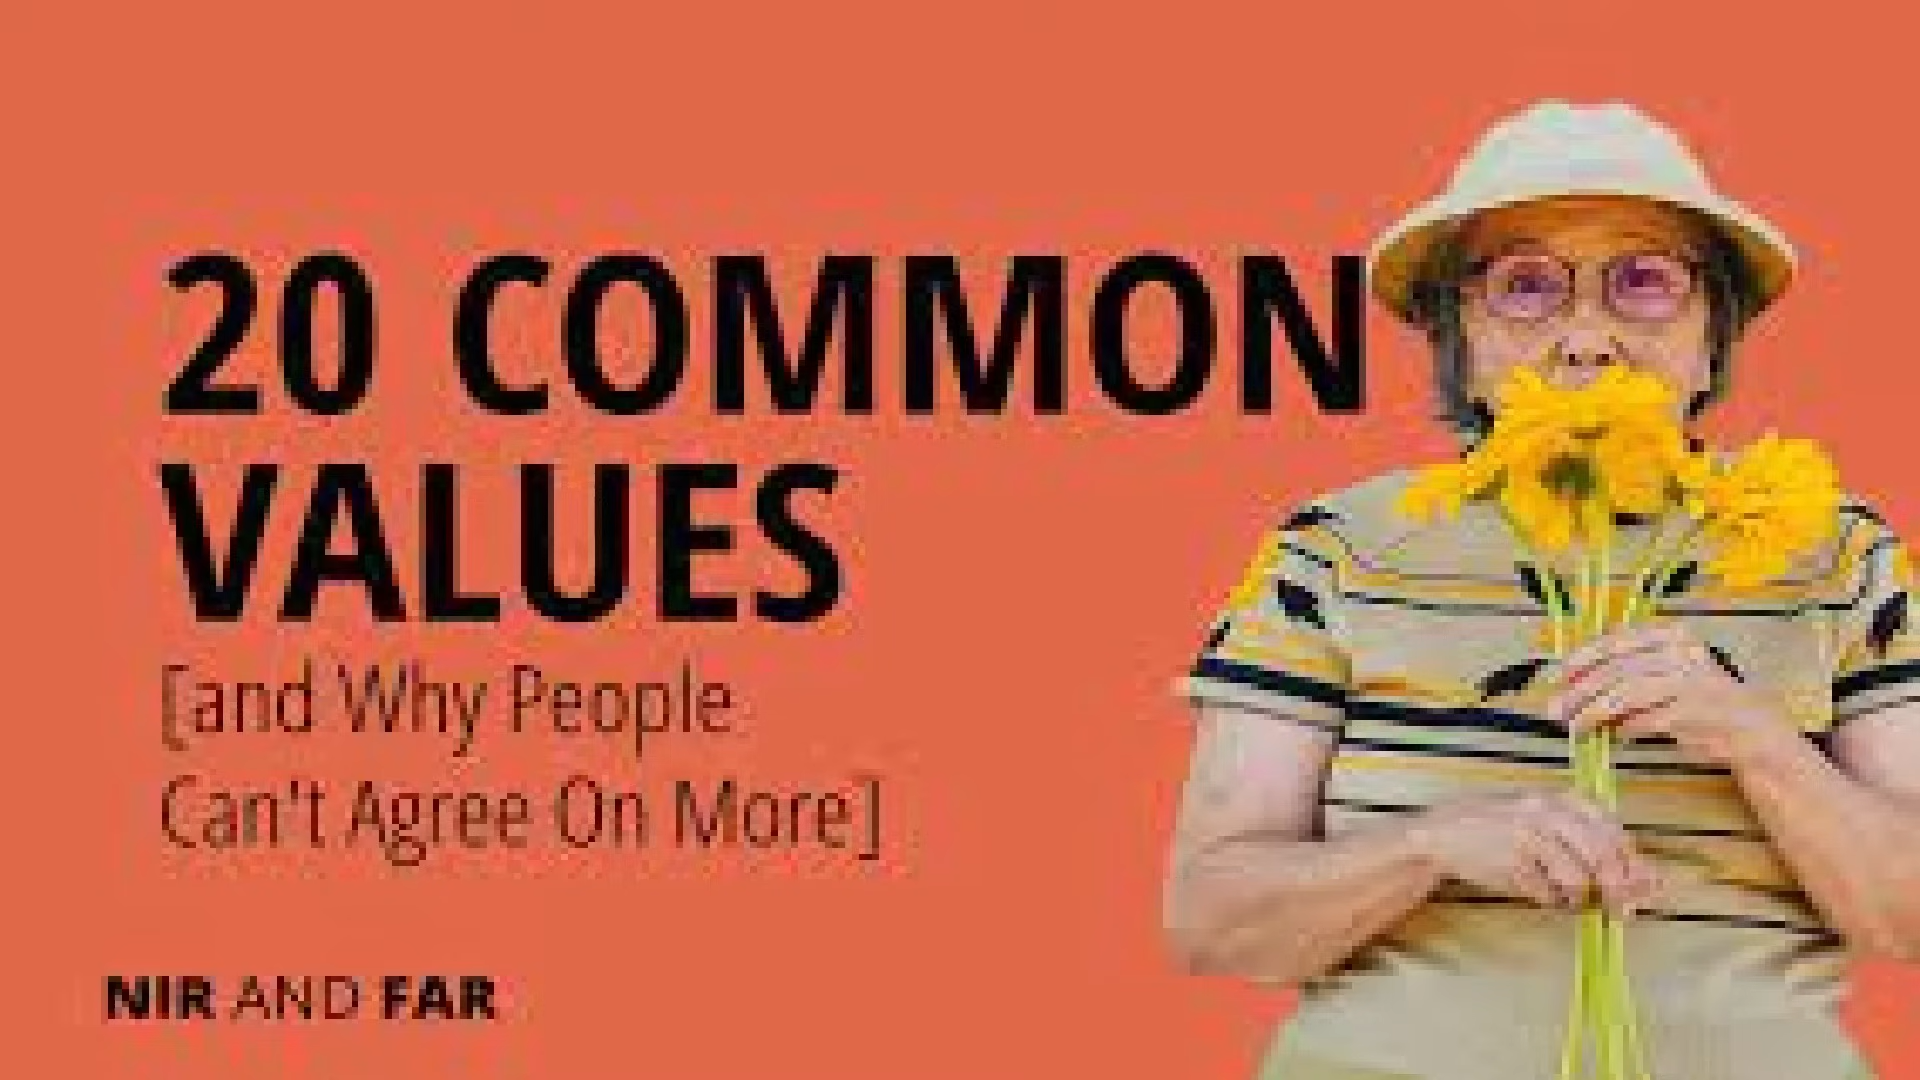 20 COMMON
VALUES
[and Why People
Can't Agree On More]
NIR AND FAR